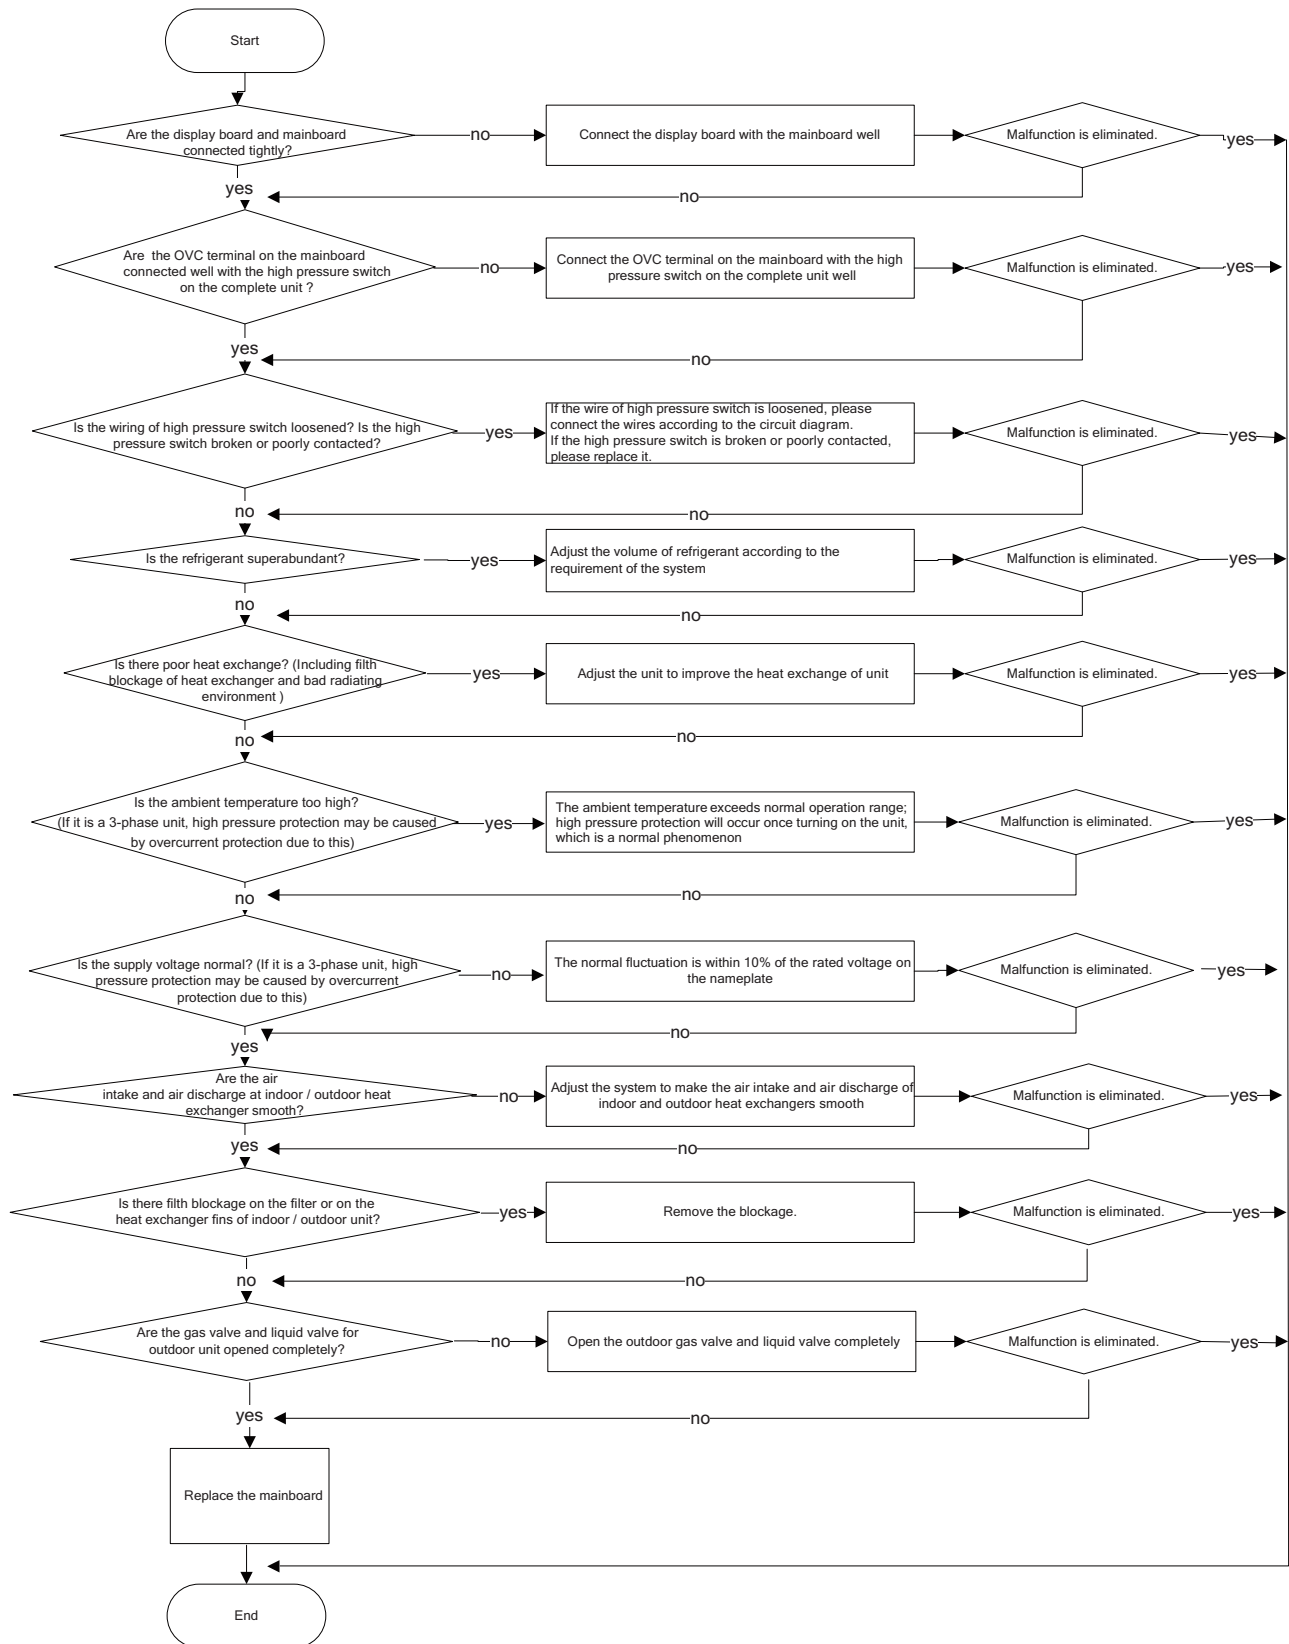 Start
Are the display board and mainboard
connected tightly?
no
Connect the display board with the mainboard well
Malfunction is eliminated.
yes
yes
no
Are  the OVC terminal on the mainboard
connected well with the high pressure switch
on the complete unit ?
no
Connect the OVC terminal on the mainboard with the high
pressure switch on the complete unit well
Malfunction is eliminated.
yes
yes
no
Is the wiring of high pressure switch loosened? Is the high
pressure switch broken or poorly contacted?
yes
If the wire of high pressure switch is loosened, please
connect the wires according to the circuit diagram.
If the high pressure switch is broken or poorly contacted,
please replace it.
Malfunction is eliminated.
yes
no
no
Is the refrigerant superabundant?
yes
Adjust the volume of refrigerant according to the
requirement of the system
Malfunction is eliminated.
yes
no
no
Is there poor heat exchange? (Including filth
blockage of heat exchanger and bad radiating
environment )
yes
Adjust the unit to improve the heat exchange of unit
Malfunction is eliminated.
yes
no
no
Is the ambient temperature too high?
(If it is a 3-phase unit, high pressure protection may be caused
by overcurrent protection due to this)
yes
The ambient temperature exceeds normal operation range;
high pressure protection will occur once turning on the unit,
which is a normal phenomenon
Malfunction is eliminated.
yes
no
no
Is the supply voltage normal? (If it is a 3-phase unit, high
pressure protection may be caused by overcurrent
protection due to this)
no
The normal fluctuation is within 10% of the rated voltage on
the nameplate
Malfunction is eliminated.
yes
no
yes
Are the air
intake and air discharge at indoor / outdoor heat
exchanger smooth?
no
Adjust the system to make the air intake and air discharge of
indoor and outdoor heat exchangers smooth
Malfunction is eliminated.
yes
yes
no
Is there filth blockage on the filter or on the
heat exchanger fins of indoor / outdoor unit?
yes
Remove the blockage.
Malfunction is eliminated.
yes
no
no
Are the gas valve and liquid valve for
outdoor unit opened completely?
no
Open the outdoor gas valve and liquid valve completely
Malfunction is eliminated.
yes
yes
no
Replace the mainboard
End